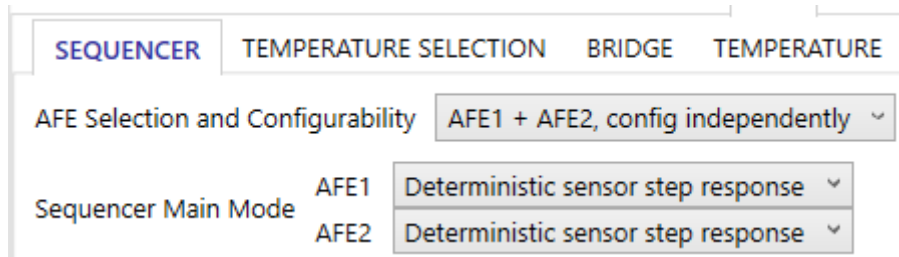 SEQUENCER TEMPERATURE SELECTION BRIDGE TEMPERATURE
AFE Selection and Configurability AFE1 + AFE2, config independently
Sequencer Main Mode
AFE1 Deterministic sensor step response
AFE2 Deterministic sensor step response